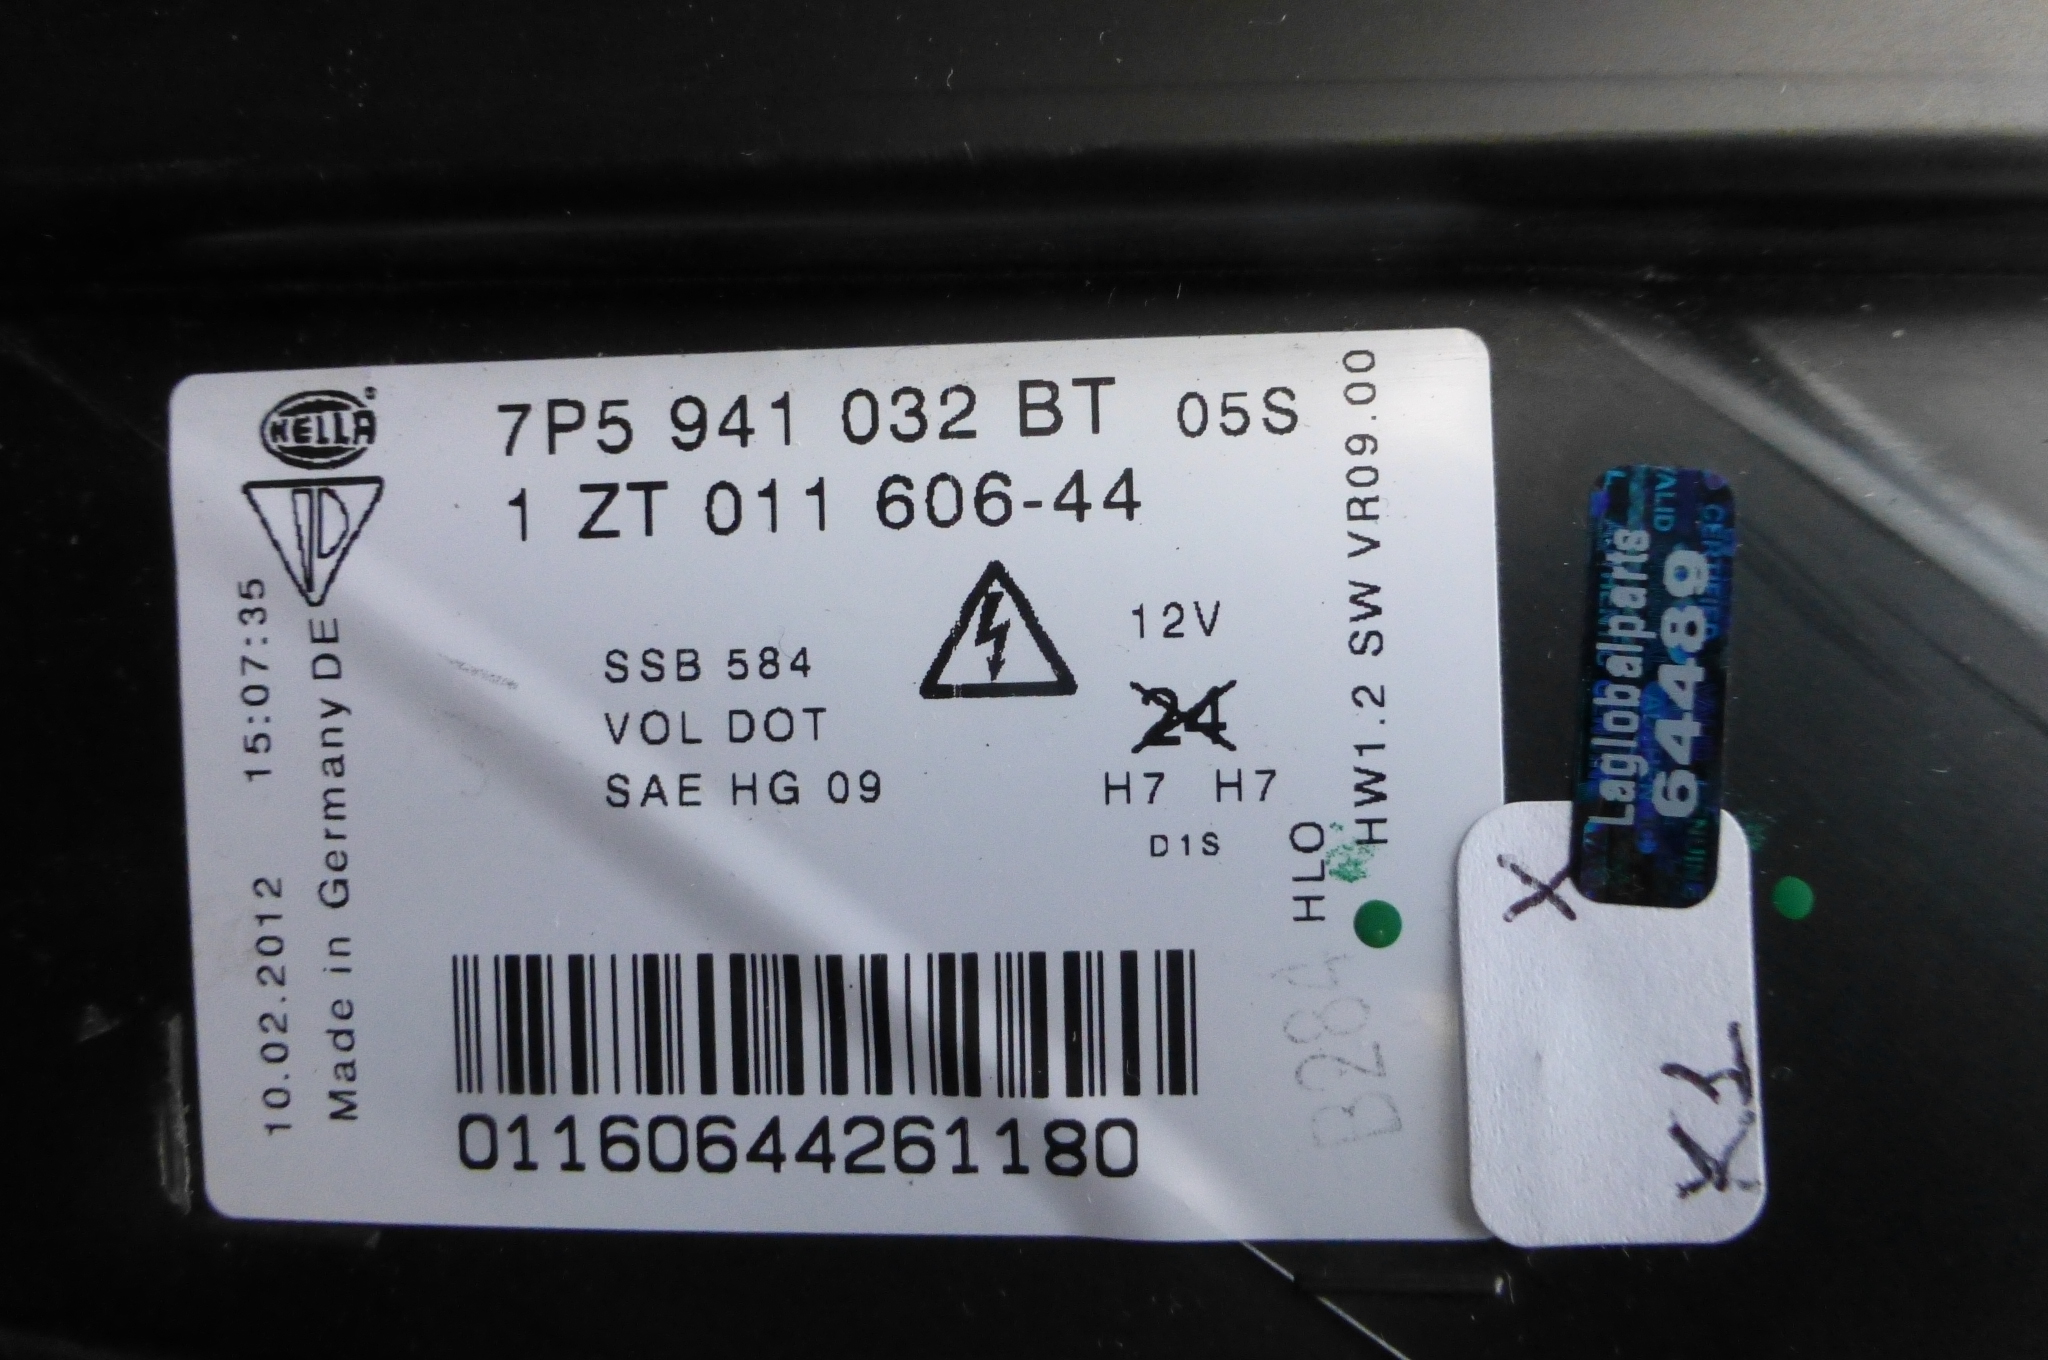 HELLA
7P5 941 032 BT 05S
1 ZT 011 606-44
SSB 584
VOL DOT
SAE HG 09
12V
24
H7 H7
D1S
HLO
HW1.2 SW VR09.00
10.02.2012 15:07:35
Made in Germany DE
01160644261180
B284
Laglobalparts
64489
X